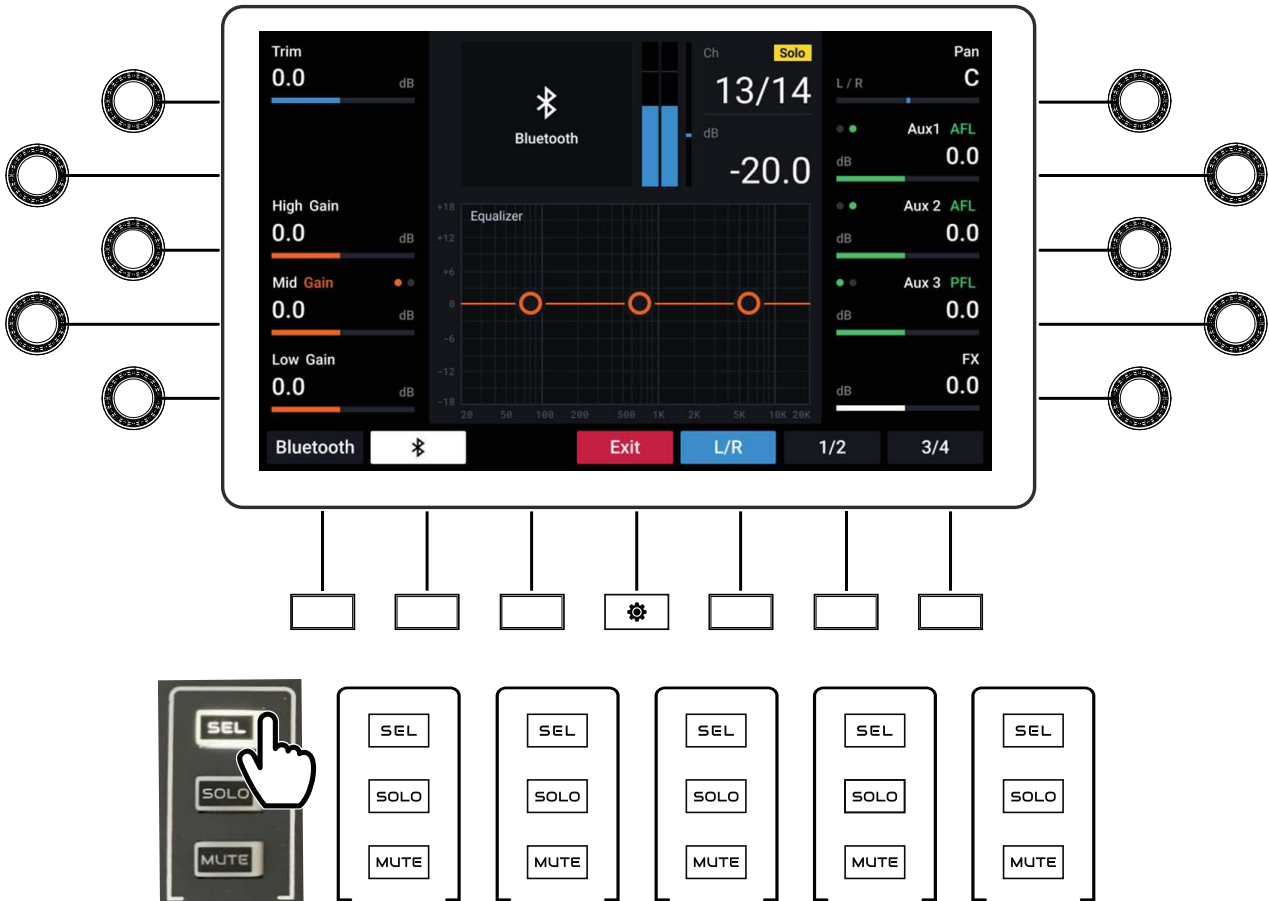 Trim
0.0 dB
Bluetooth
Ch Solo
13/14
dB
-20.0
Pan
L / R C
Aux1 AFL
dB 0.0
High Gain
0.0 dB
Aux 2 AFL
dB 0.0
Mid Gain
0.0 dB
Aux 3 PFL
dB 0.0
Low Gain
0.0 dB
FX
dB 0.0
Equalizer
+18
+12
+6
0
-6
-12
-18
20 50 100 200 500 1K 2K 5K 10K 20K
Bluetooth Exit L/R 1/2 3/4
SEL SEL SEL SEL SEL SEL
SOLO SOLO SOLO SOLO SOLO SOLO
MUTE MUTE MUTE MUTE MUTE MUTE